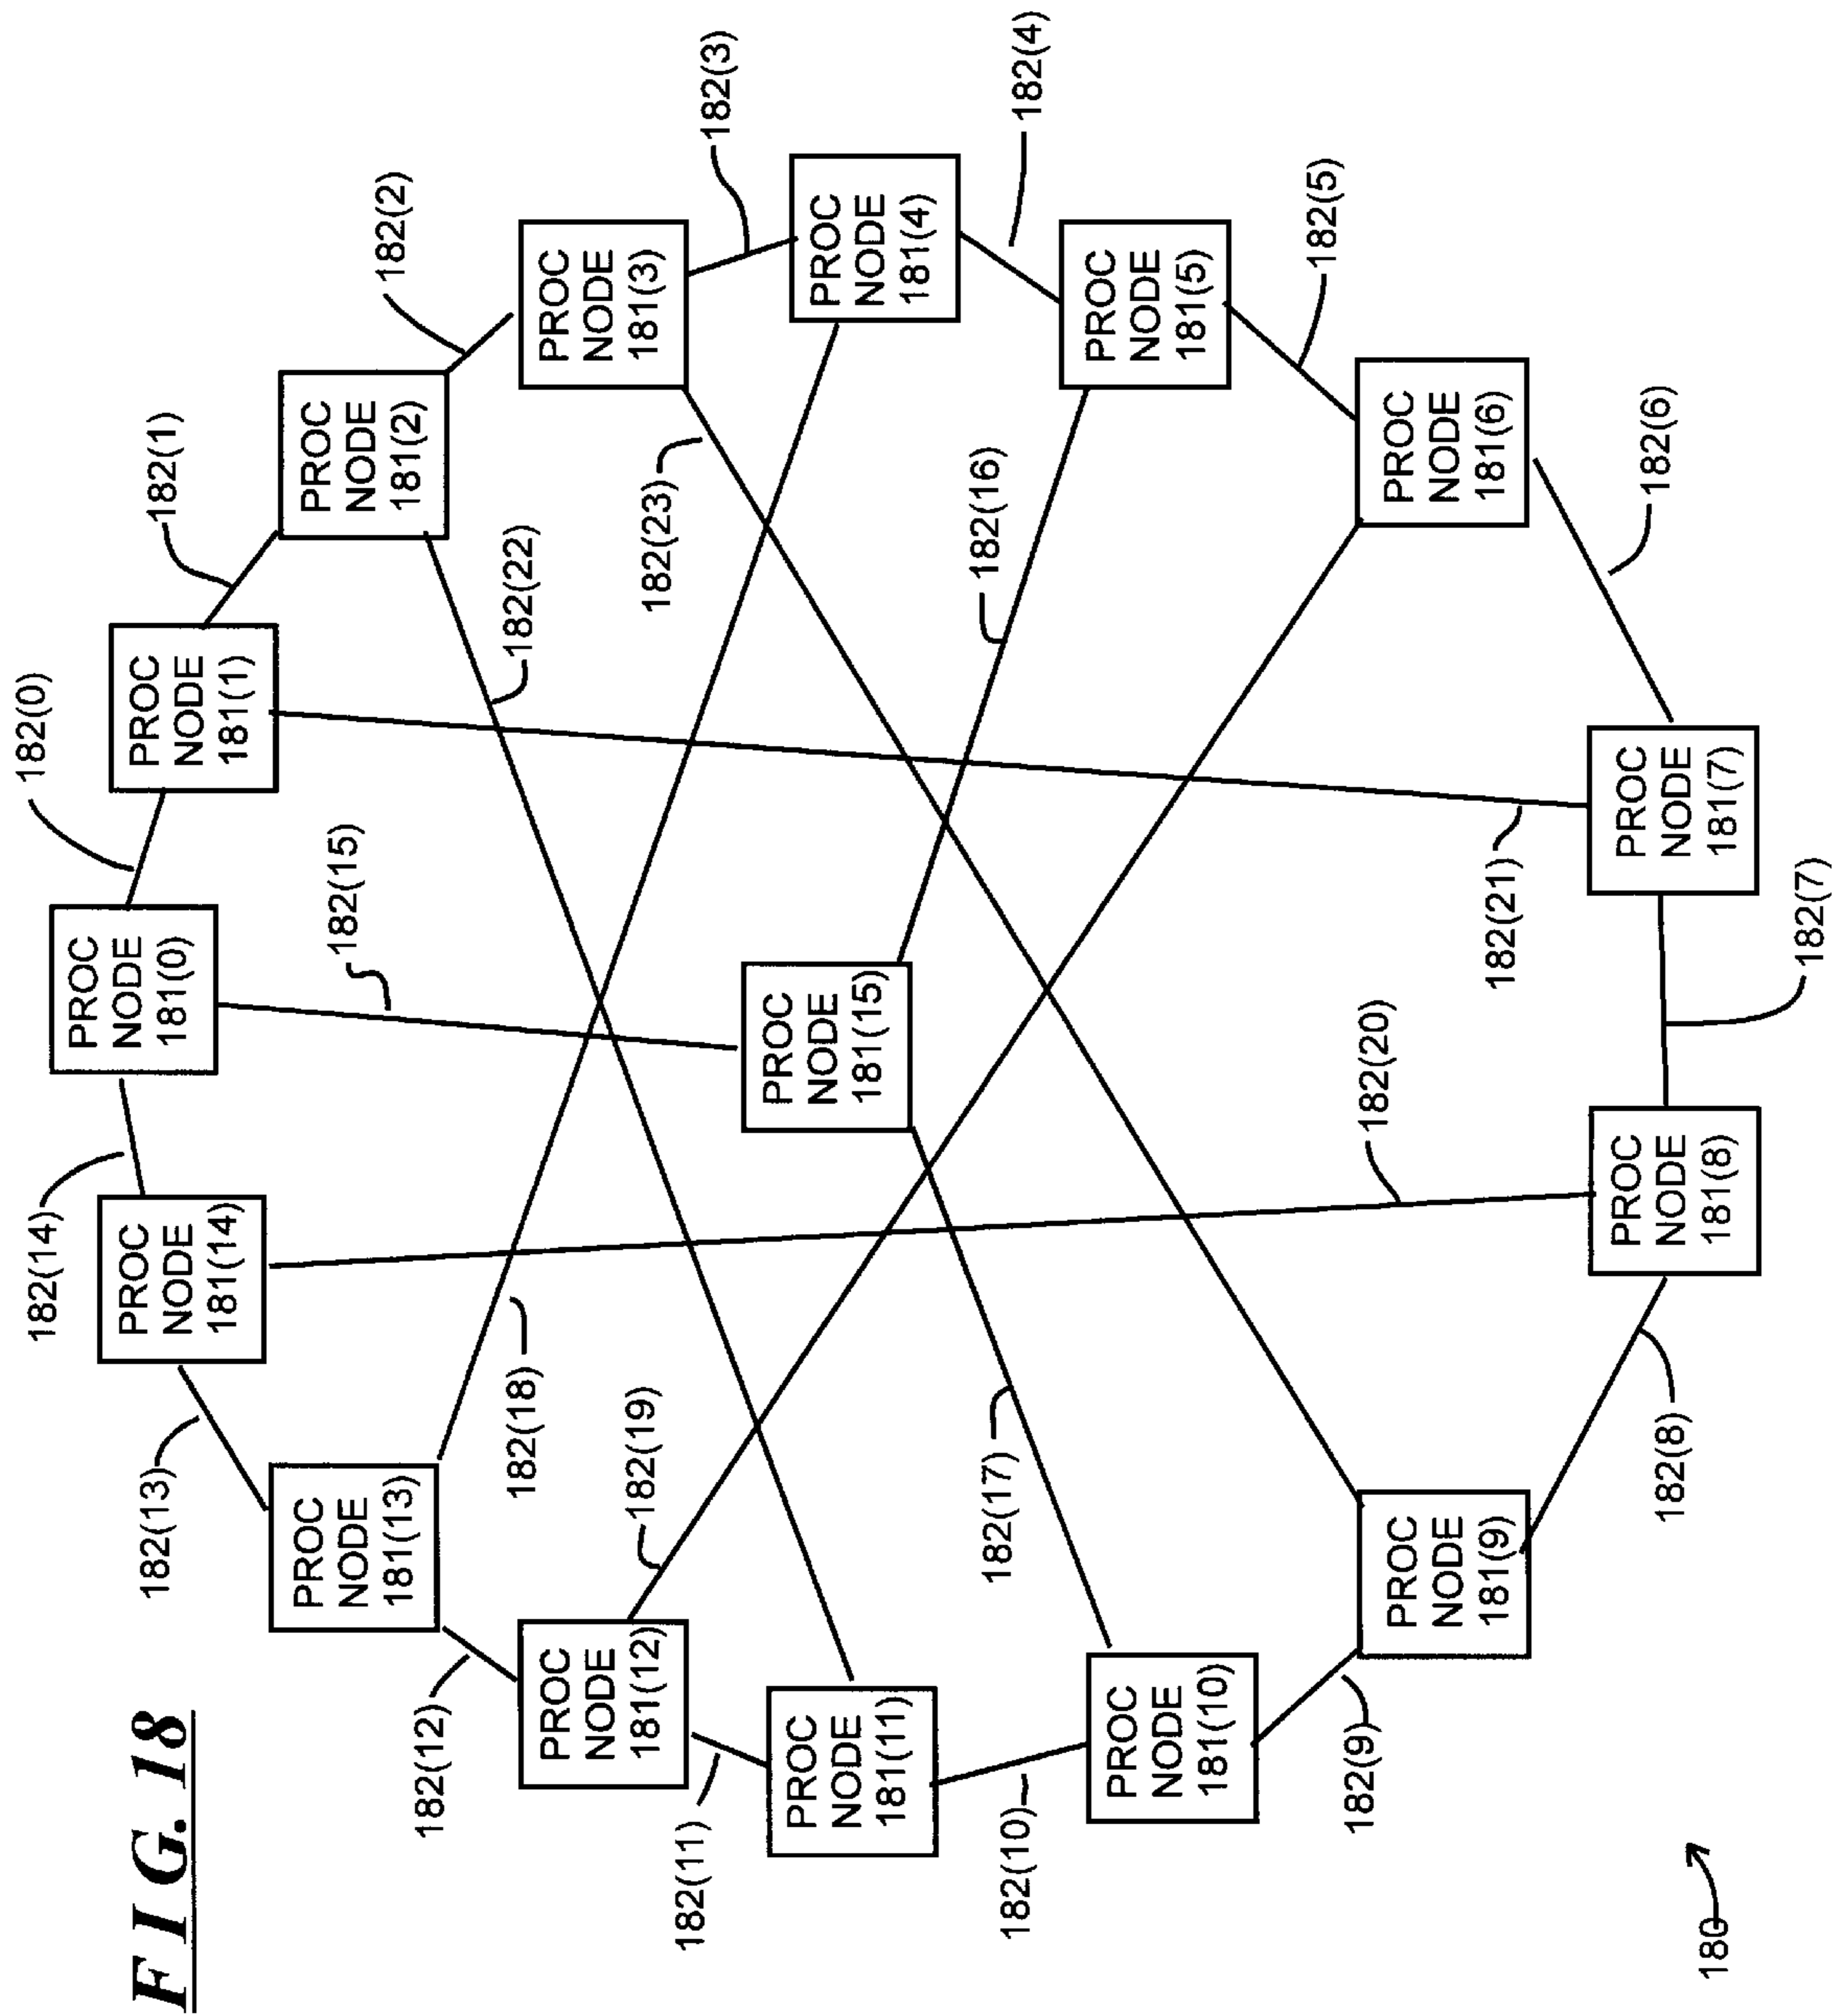 FIG. 18
182(0)
182(1)
182(2)
182(3)
182(4)
182(5)
182(6)
182(7)
182(8)
182(9)
182(10)
182(11)
182(12)
182(13)
182(14)
182(15)
182(16)
182(17)
182(18)
182(19)
182(20)
182(21)
182(22)
182(23)
PROC
NODE
181(0)
PROC
NODE
181(1)
PROC
NODE
181(2)
PROC
NODE
181(3)
PROC
NODE
181(4)
PROC
NODE
181(5)
PROC
NODE
181(6)
PROC
NODE
181(7)
PROC
NODE
181(8)
PROC
NODE
181(9)
PROC
NODE
181(10)
PROC
NODE
181(11)
PROC
NODE
181(12)
PROC
NODE
181(13)
PROC
NODE
181(14)
PROC
NODE
181(15)
180